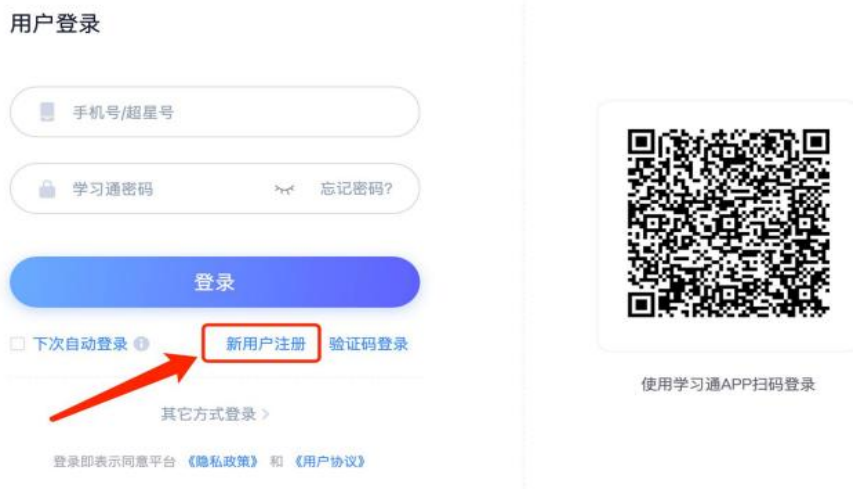 用户登录
手机号/超星号
学习通密码 忘记密码?
登录
下次自动登录 新用户注册 验证码登录
其它方式登录 >
登录即表示同意平台 《隐私政策》 和 《用户协议》
使用学习通APP扫码登录